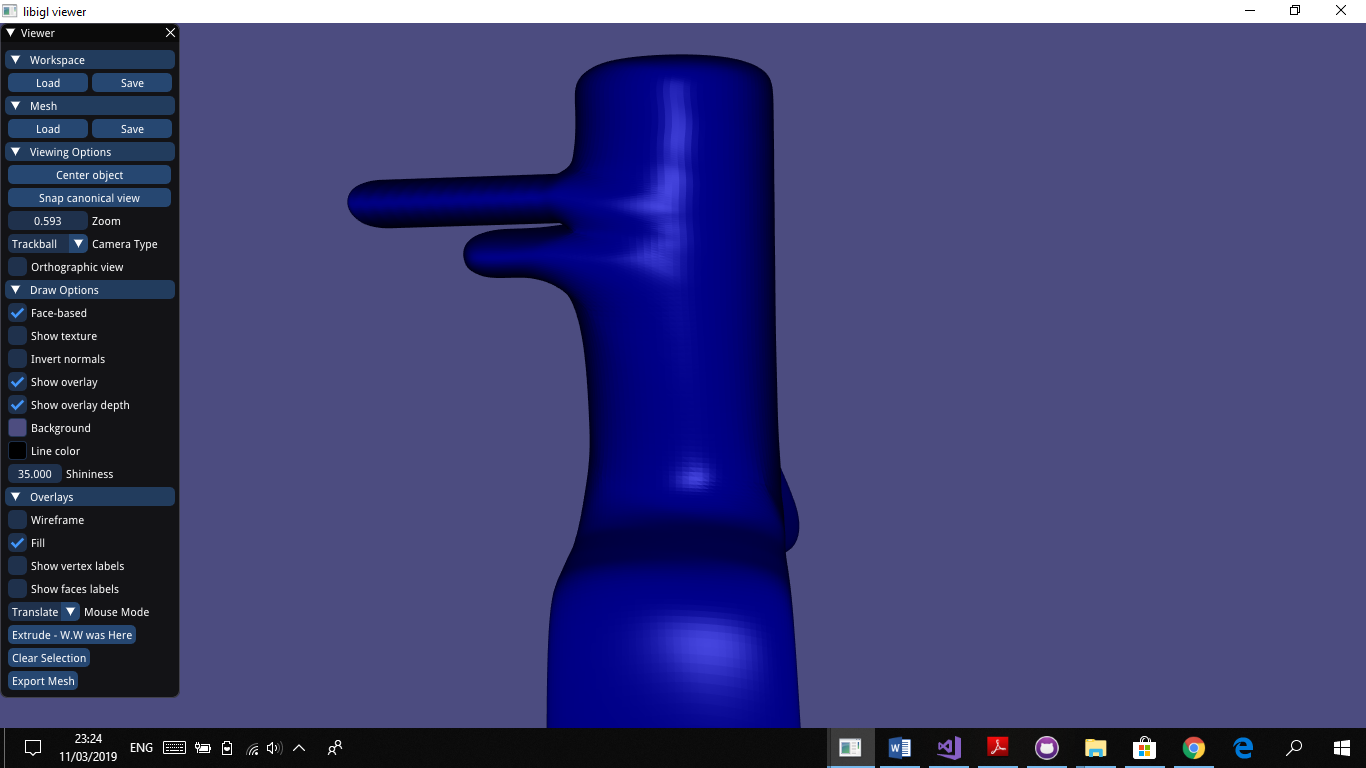 libigl viewer
Viewer
Workspace
Load Save
Mesh
Load Save
Viewing Options
Center object
Snap canonical view
0.593 Zoom
Trackball Camera Type
Orthographic view
Draw Options
Face-based
Show texture
Invert normals
Show overlay
Show overlay depth
Background
Line color
35.000 Shininess
Overlays
Wireframe
Fill
Show vertex labels
Show faces labels
Translate Mouse Mode
Extrude - W.W was Here
Clear Selection
Export Mesh
23:24
11/03/2019
ENG